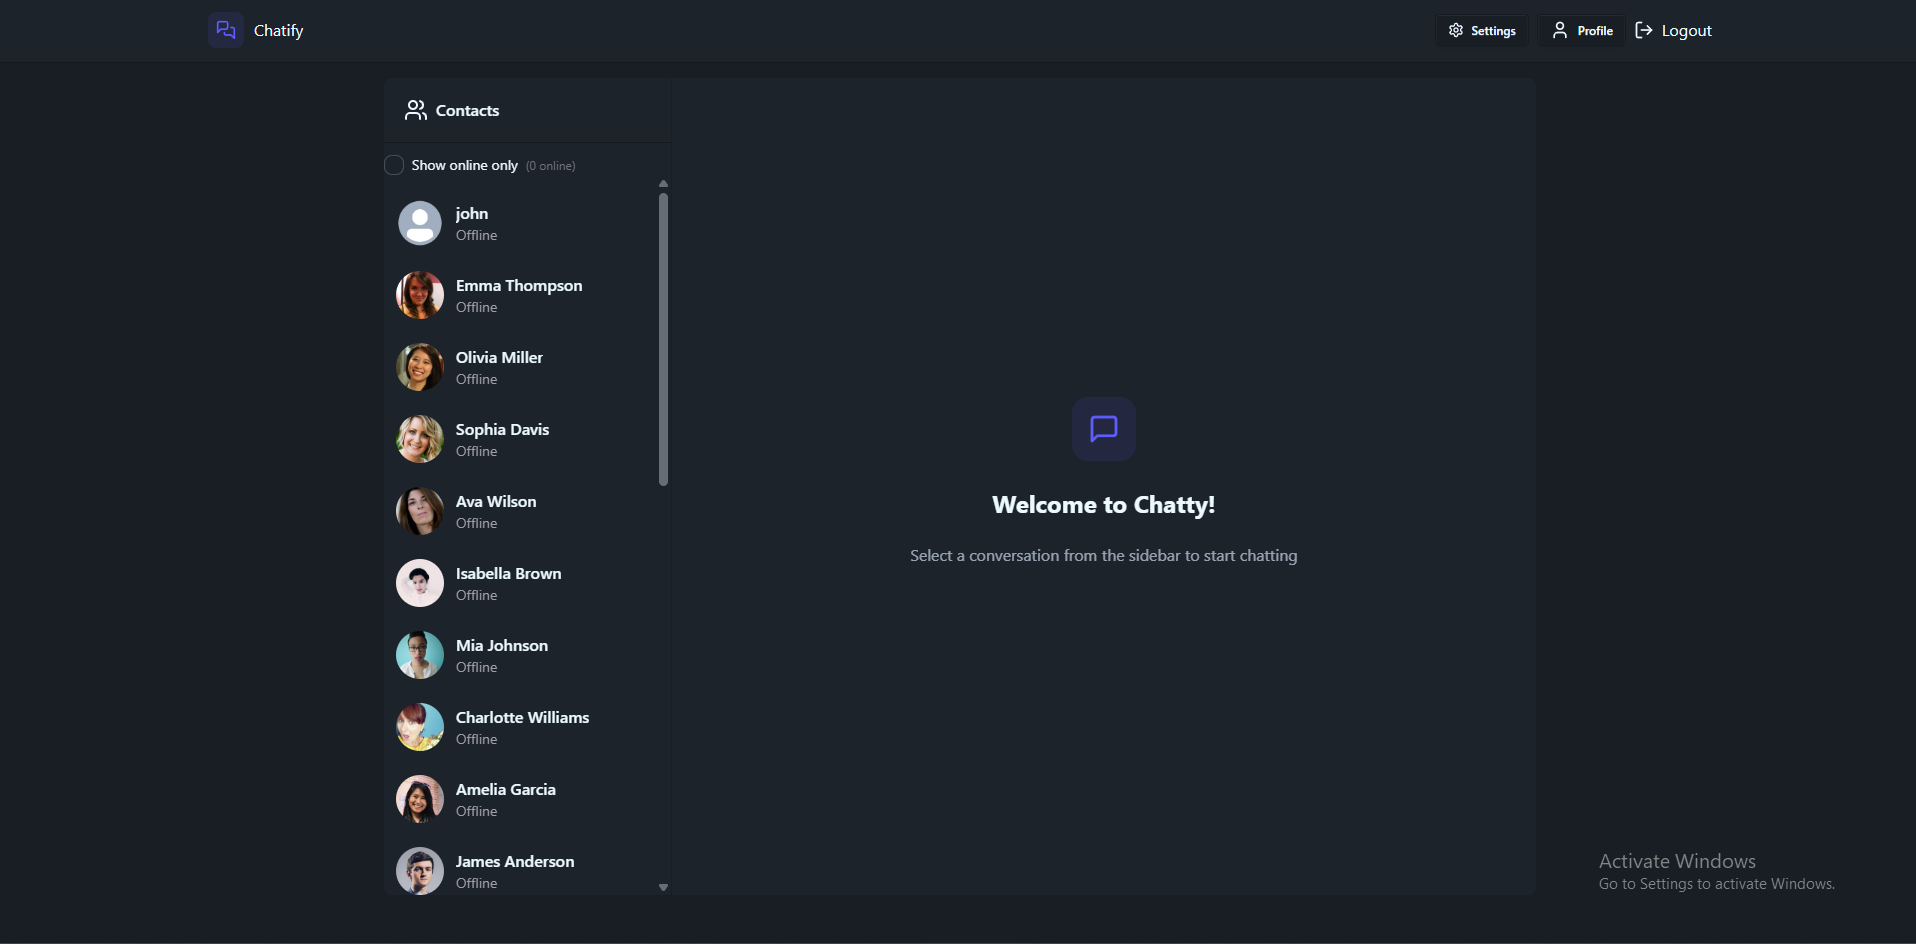 Chatify
Settings
Profile
Logout
Contacts
Show online only (0 online)
john
Offline
Emma Thompson
Offline
Olivia Miller
Offline
Sophia Davis
Offline
Ava Wilson
Offline
Isabella Brown
Offline
Mia Johnson
Offline
Charlotte Williams
Offline
Amelia Garcia
Offline
James Anderson
Offline
Welcome to Chatty!
Select a conversation from the sidebar to start chatting
Activate Windows
Go to Settings to activate Windows.